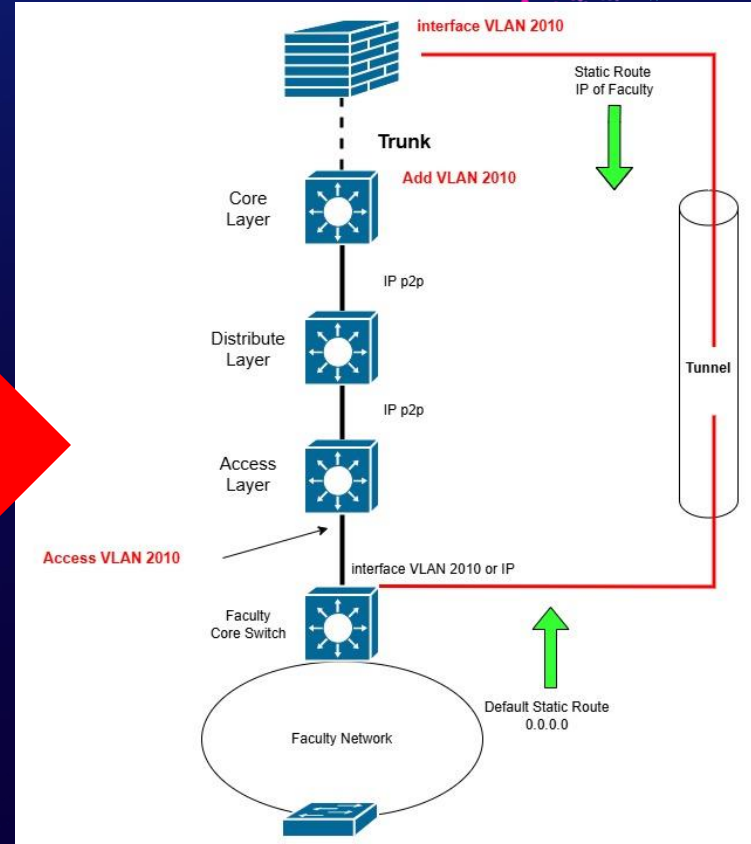 interface VLAN 2010
Static Route
IP of Faculty
Trunk
Add VLAN 2010
Core
Layer
IP p2p
Distribute
Layer
Tunnel
IP p2p
Access
Layer
Access VLAN 2010
interface VLAN 2010 or IP
Faculty
Core Switch
Default Static Route
0.0.0.0
Faculty Network